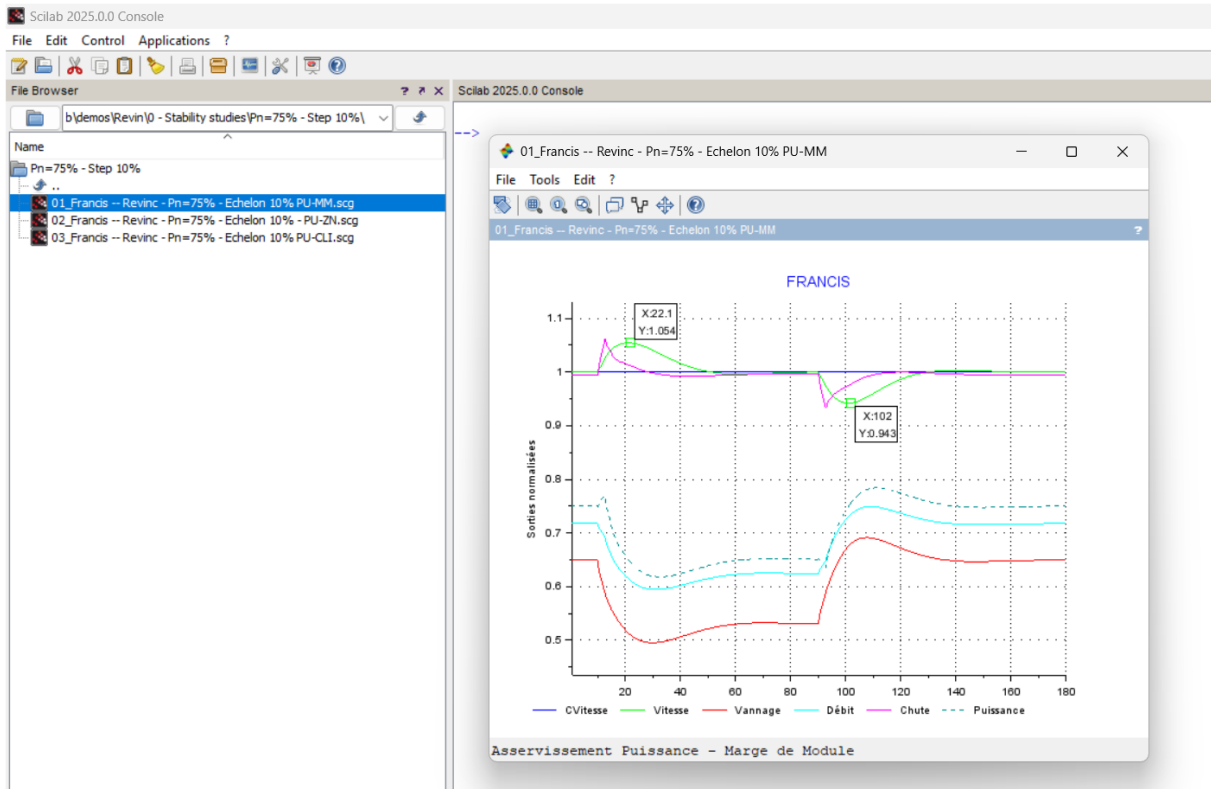 Scilab 2025.0.0 Console
File Edit Control Applications ?
File Browser
? X
b\demos\Revin\0 - Stability studies\Pn=75% - Step 10%\
Name
Pn=75% - Step 10%
..
01_Francis -- Revinc - Pn=75% - Echelon 10% PU-MM.scg
02_Francis -- Revinc - Pn=75% - Echelon 10% - PU-ZN.scg
03_Francis -- Revinc - Pn=75% - Echelon 10% PU-CLI.scg
Scilab 2025.0.0 Console
-->
01_Francis -- Revinc - Pn=75% - Echelon 10% PU-MM
File Tools Edit ?
01_Francis -- Revinc - Pn=75% - Echelon 10% PU-MM ?
FRANCIS
X:22.1
Y:1.054
X:102
Y:0.943
Sorties normalisées
1.1
1
0.9
0.8
0.7
0.6
0.5
20 40 60 80 100 120 140 160 180
CVitesse Vitesse Vannage Débit Chute Puissance
Asservissement Puissance - Marge de Module